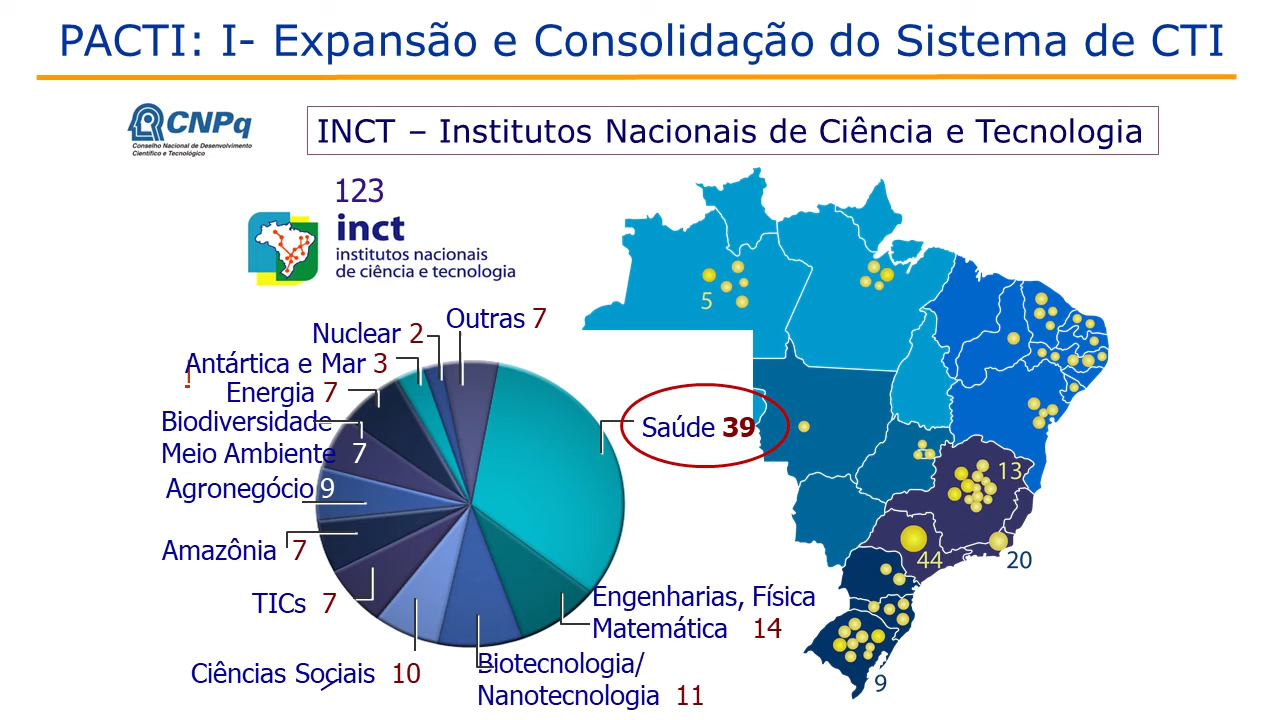 PACTI: I- Expansão e Consolidação do Sistema de CTI
CNPq
Conselho Nacional de Desenvolvimento
Científico e Tecnológico
INCT – Institutos Nacionais de Ciência e Tecnologia
123
inct
institutos nacionais
de ciência e tecnologia
Outras 7
Nuclear 2
Antártica e Mar 3
!
Energia 7
Biodiversidade
Meio Ambiente 7
Agronegócio 9
Amazônia 7
TICs 7
Ciências Sociais 10
Biotecnologia/
Nanotecnologia 11
Engenharias, Física
Matemática 14
Saúde 39
5
13
44
20
9